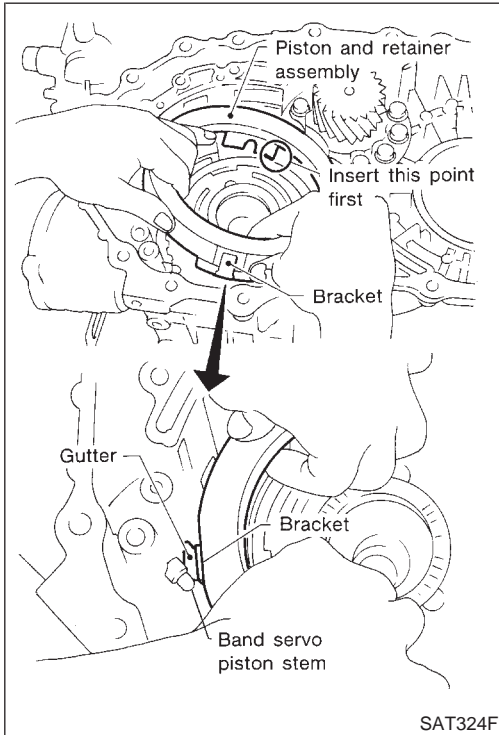 Piston and retainer
assembly
Insert this point
first
Bracket
Gutter
Bracket
Band servo
piston stem
SAT324F